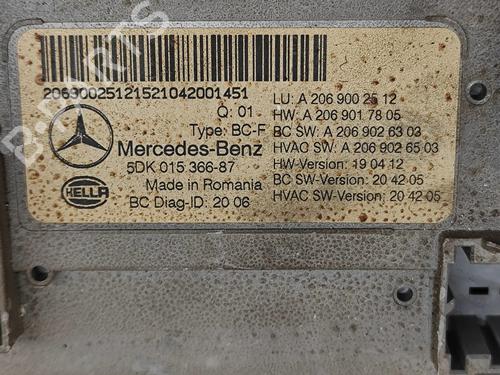 20690025121521042001451
Q: 01
Type: BC-F
Mercedes-Benz
5DK 015 366-87
Made in Romania
BC Diag-ID: 20 06
HELLA
LU: A 206 900 25 12
HW: A 206 901 78 05
BC SW: A 206 902 63 03
HVAC SW: A 206 902 65 03
HW-Version: 19 04 12
BC SW-Version: 20 42 05
HVAC SW-Version: 20 42 05
B-PARTS